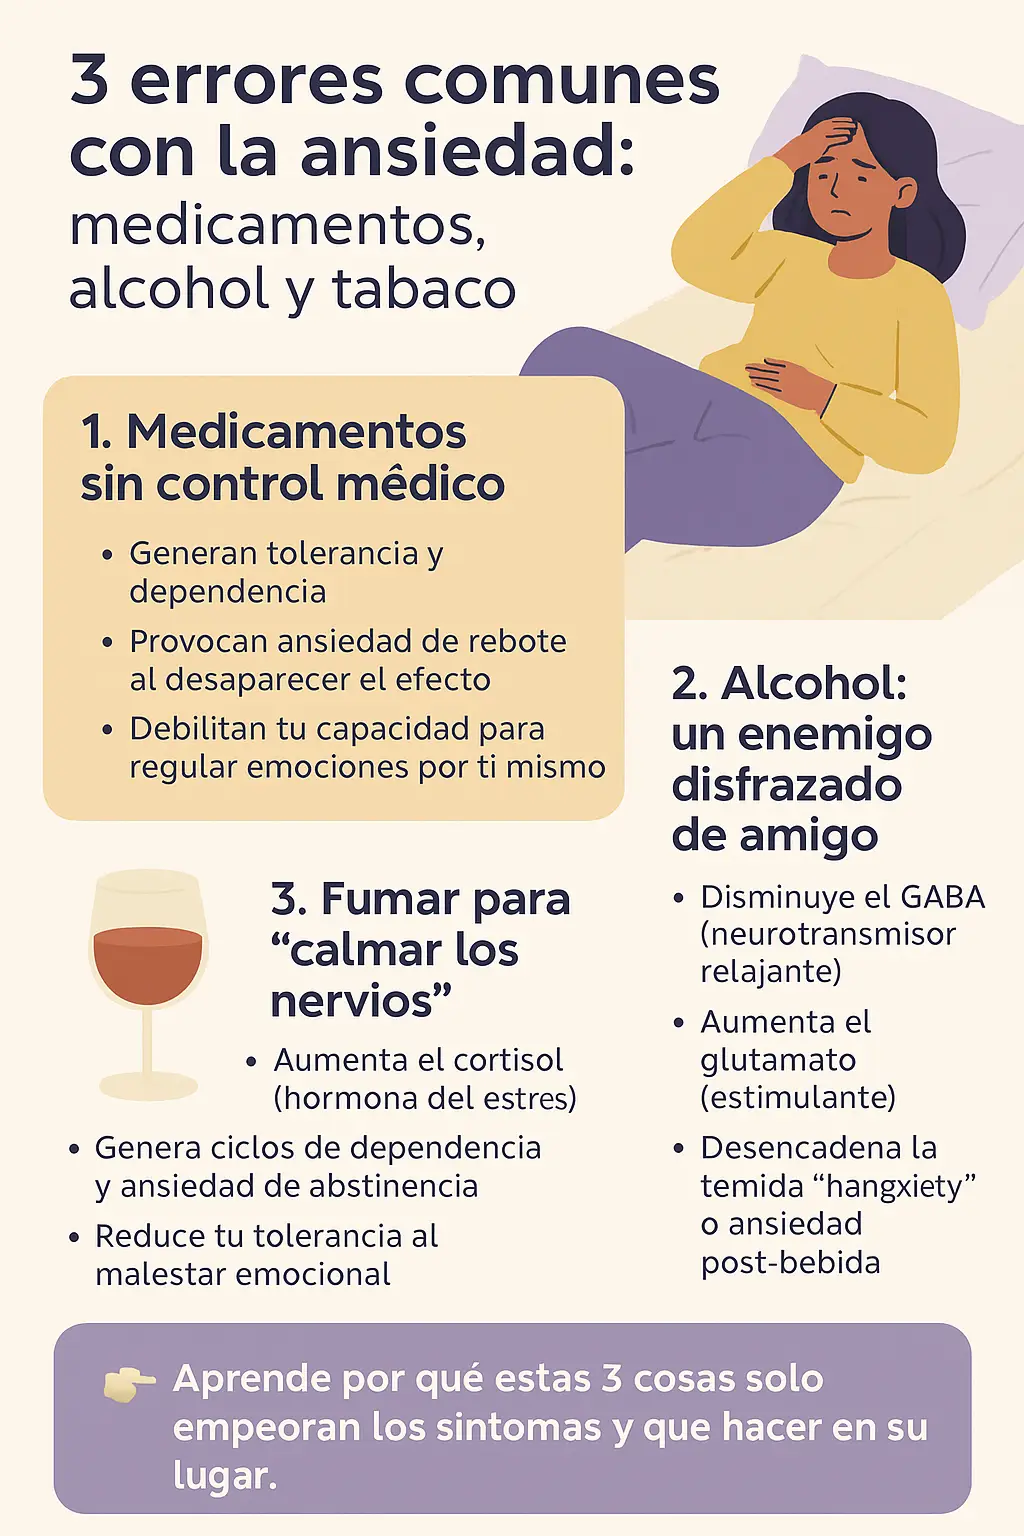 3 errores comunes
con la ansiedad:
medicamentos,
alcohol y tabaco
1. Medicamentos
sin control mêdico
• Generan tolerancia y
dependencia
• Provocan ansiedad de rebote
al desaparecer el efecto
• Debilitan tu capacidad para
regular emociones por ti mismo
2. Alcohol:
un enemigo
disfrazado
de amigo
• Disminuye el GABA
(neurotransmisor
relajante)
• Aumenta el
glutamato
(estimulante)
• Desencadena la
temida “hangxiety”
o ansiedad
post-bebida
3. Fumar para
“calmar los
nervios”
• Aumenta el cortisol
(hormona del estres)
• Genera ciclos de dependencia
y ansiedad de abstinencia
• Reduce tu tolerancia al
malestar emocional
Aprende por qué estas 3 cosas solo
empeoran los sintomas y que hacer en su
lugar.